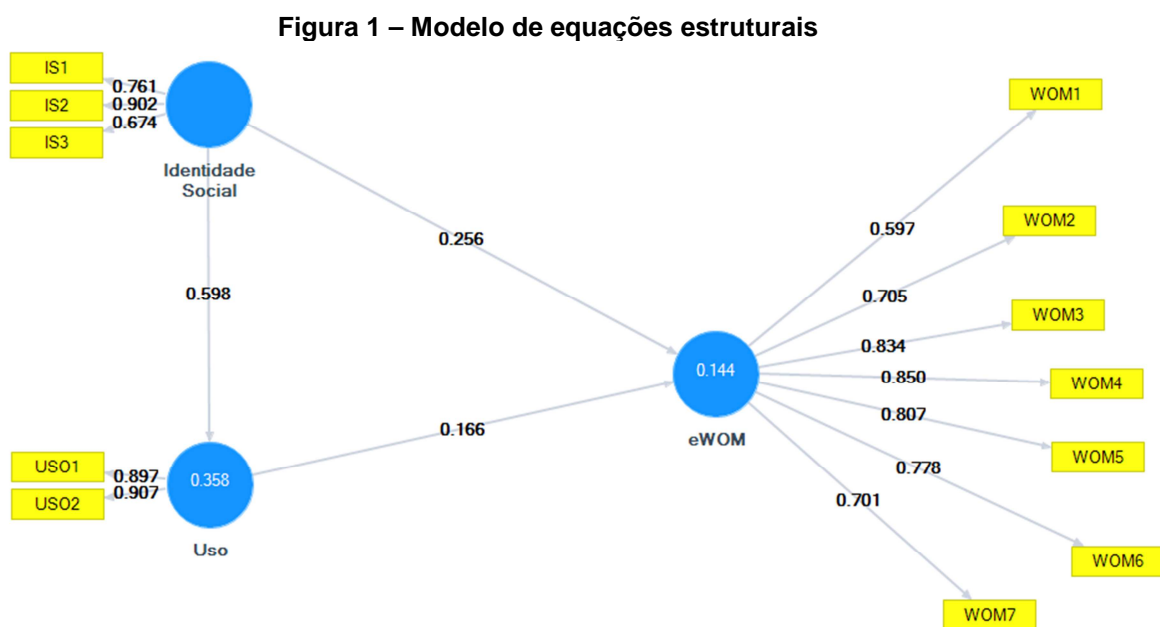 Figura 1 – Modelo de equações estruturais
IS1
IS2
IS3
0.761
0.902
0.674
Identidade
Social
0.256
0.598
USO1
USO2
0.897
0.907
0.358
Uso
0.166
0.144
eWOM
0.597
0.705
0.834
0.850
0.807
0.778
0.701
WOM1
WOM2
WOM3
WOM4
WOM5
WOM6
WOM7